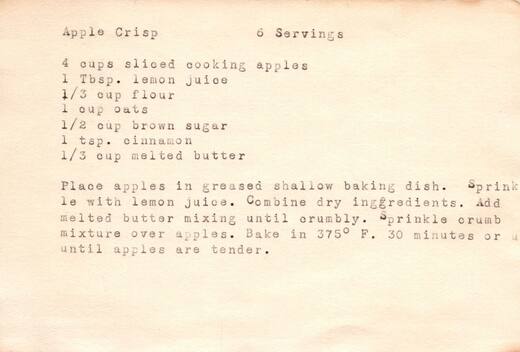 Apple Crisp 6 Servings
4 cups sliced cooking apples
1 Tbsp. lemon juice
1/3 cup flour
1 cup oats
1/2 cup brown sugar
1 tsp. cinnamon
1/3 cup melted butter
Place apples in greased shallow baking dish. Sprink
le with lemon juice. Combine dry inggredients. Add
melted butter mixing until crumbly. Sprinkle crumb
mixture over apples. Bake in 375° F. 30 minutes or u
until apples are tender.